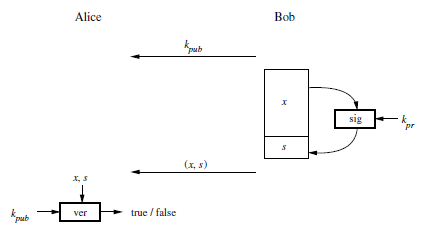 Alice Bob
k_pub
x
sig
k_pr
s
(x, s)
x, s
k_pub ver true / false